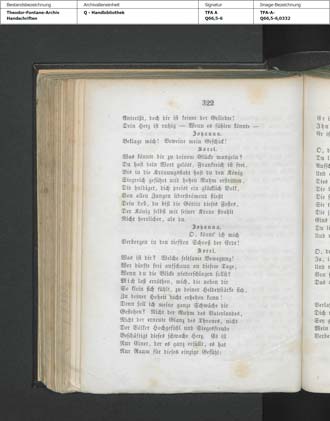 Bestandsbezeichnung
Archivalieneinheit
Signatur
Image-Bezeichnung
Theodor-Fontane-Archiv
Handschriften
Q - Handbibliothek
TFA A
Q66,5-6
TFA-A-
Q66,5-6,0332
322
Antreibt, doch dir ist keiner der Geliebte!
Dein Herz ist ruhig — Wenn es fühlen könnte —
Johanna.
Beklage mich! Beweine mein Geschick!
Sorel.
Was könnte dir zu deinem Glücke mangeln?
Du hast dein Wort gelöst, Frankreich ist frei,
Bis in die Krönungsstadt hast du den König
Siegreich geführt und hohen Ruhm erstritten,
Dir huldiget, dich preist ein glücklich Volk,
Von allen Zungen überströmend fließt
Dein Lob, du bist die Göttin dieses Festes,
Der König selbst mit seiner Krone strahlt
Nicht herrlicher, als du.
Johanna.
O, könnt' ich mich
Verbergen in den tiefsten Schooß der Erde!
Sorel.
Was ist dir? Welche seltsame Bewegung!
Wer dürfte frei aufschaun an diesem Tage,
Wenn du die Blicke niederschlagen sollst?
Mich laß erröthen, mich, die neben dir
So klein sich fühlt, zu deiner Heldenstärke sich,
Zu deiner Hoheit nicht erheben kann!
Denn soll ich meine ganze Schwäche dir
Gestehen? Nicht der Ruhm des Vaterlandes,
Nicht der erneute Glanz des Thrones, nicht
Der Völker Hochgefühl und Siegesfreude
Beschäftigt dieses schwache Herz. Es ist
Nur Einer, der es ganz erfüllt, es hat
Nur Raum für dieses einzige Gefühl: